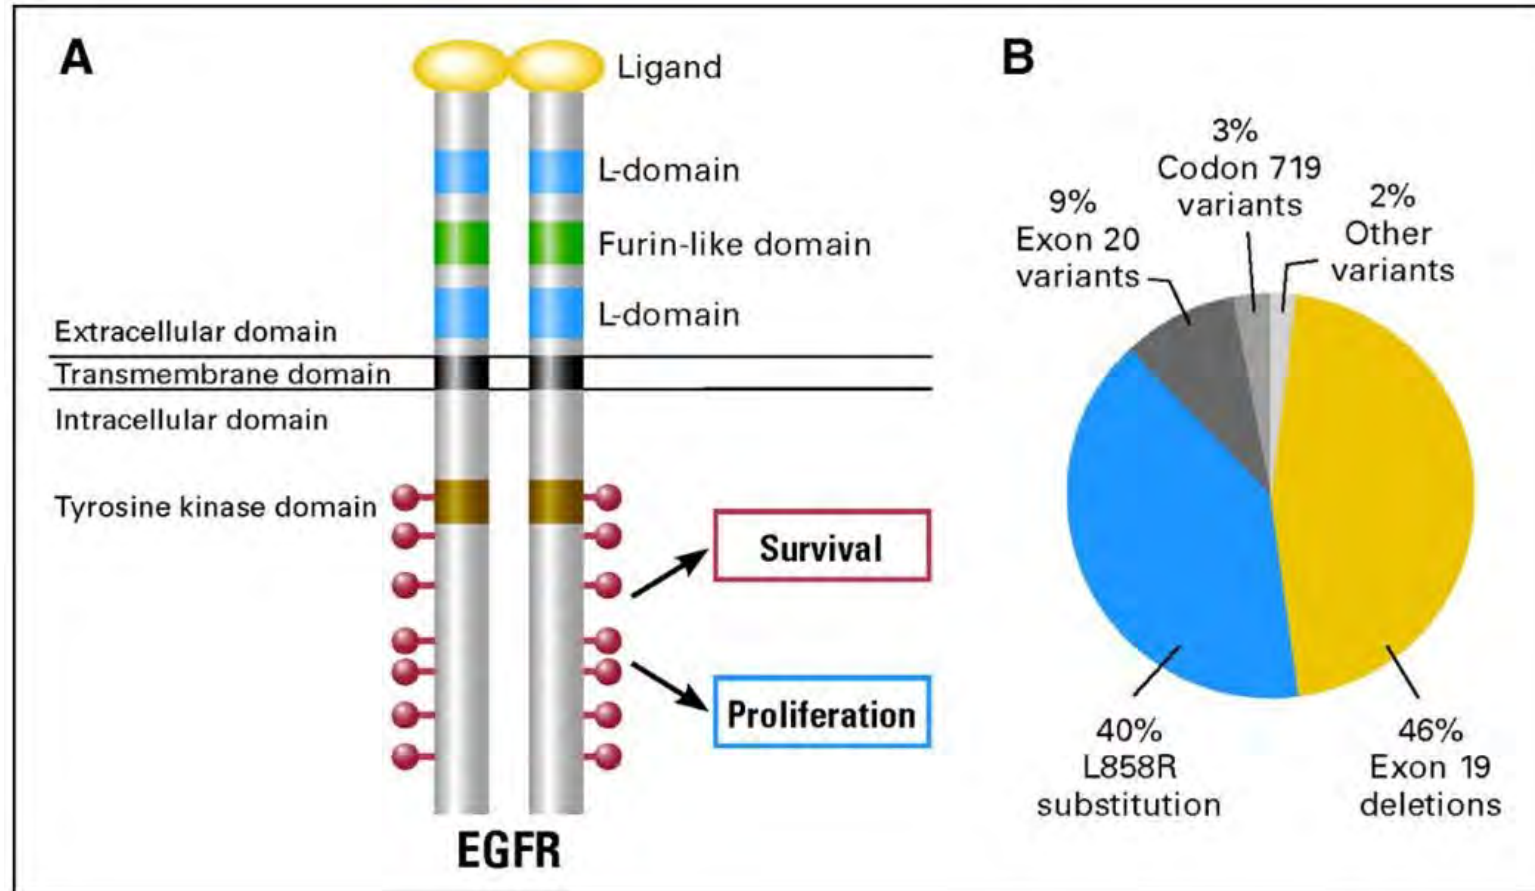 A
Ligand
L-domain
Furin-like domain
L-domain
Extracellular domain
Transmembrane domain
Intracellular domain
Tyrosine kinase domain
Survival
Proliferation
EGFR
B
3%
Codon 719
variants
9%
Exon 20
variants
2%
Other
variants
40%
L858R
substitution
46%
Exon 19
deletions